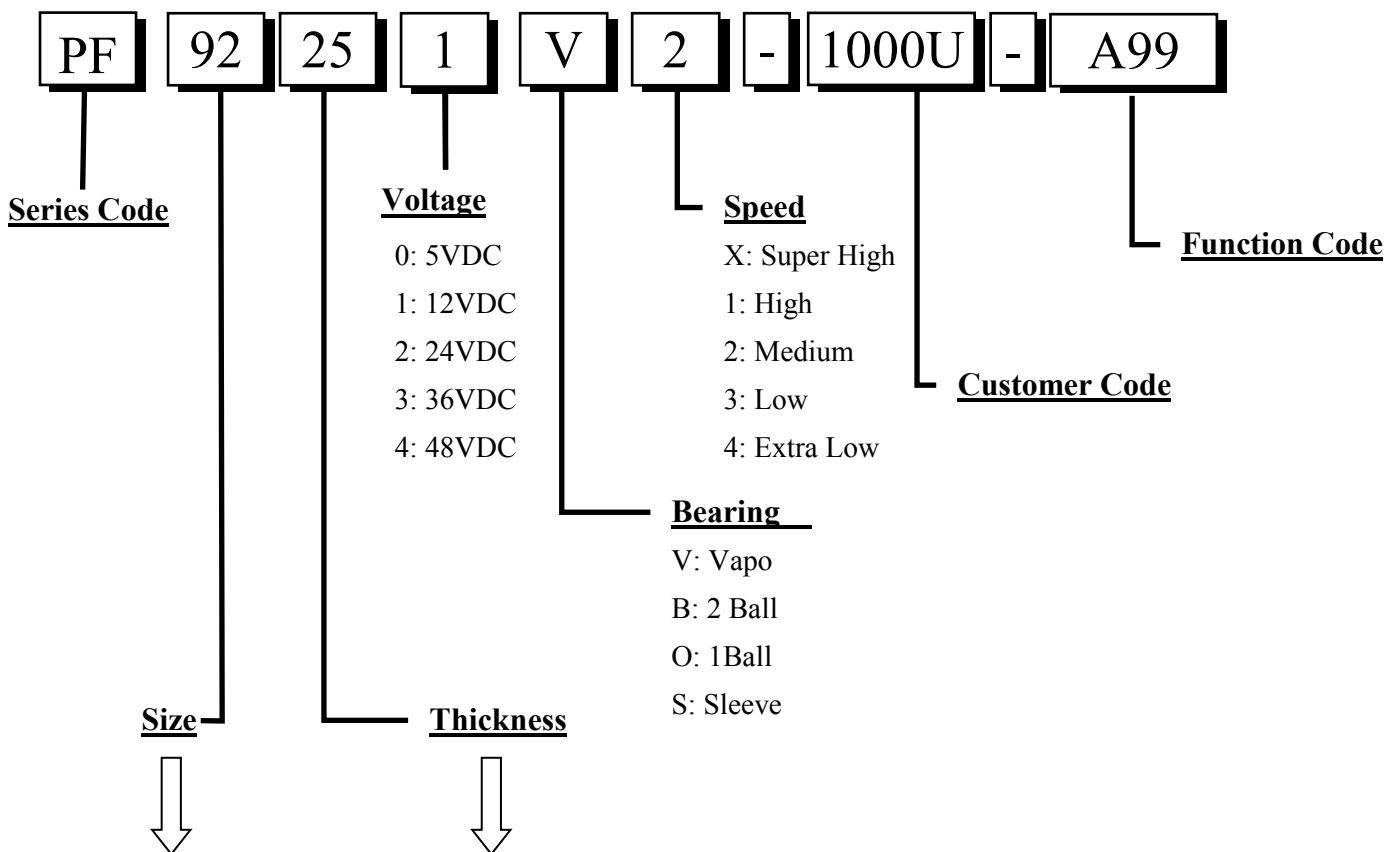 PF 92 25 1 V 2 - 1000U - A99
Series Code
Voltage
0: 5VDC
1: 12VDC
2: 24VDC
3: 36VDC
4: 48VDC
Speed
X: Super High
1: High
2: Medium
3: Low
4: Extra Low
Function Code
Customer Code
Bearing
V: Vapo
B: 2 Ball
O: 1Ball
S: Sleeve
Size
Thickness